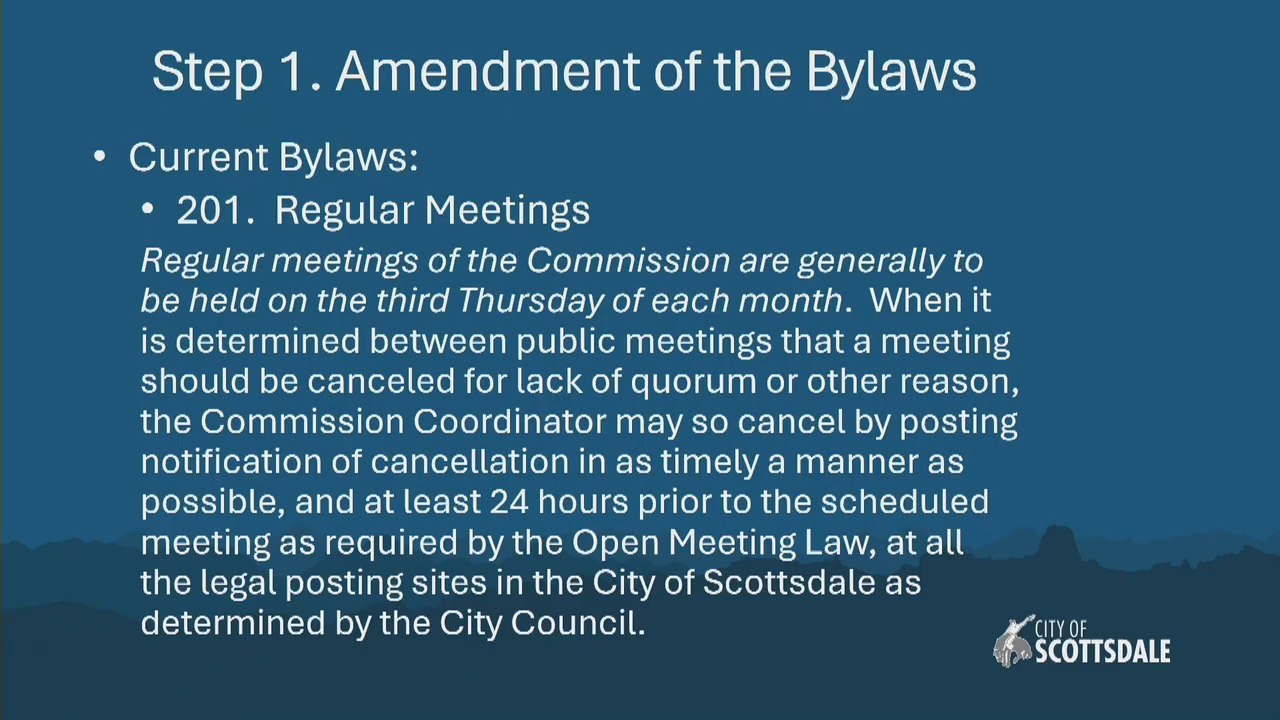 Step 1. Amendment of the Bylaws
• Current Bylaws:
• 201. Regular Meetings
Regular meetings of the Commission are generally to
be held on the third Thursday of each month. When it
is determined between public meetings that a meeting
should be canceled for lack of quorum or other reason,
the Commission Coordinator may so cancel by posting
notification of cancellation in as timely a manner as
possible, and at least 24 hours prior to the scheduled
meeting as required by the Open Meeting Law, at all
the legal posting sites in the City of Scottsdale as
determined by the City Council.
CITY OF
SCOTTSDALE